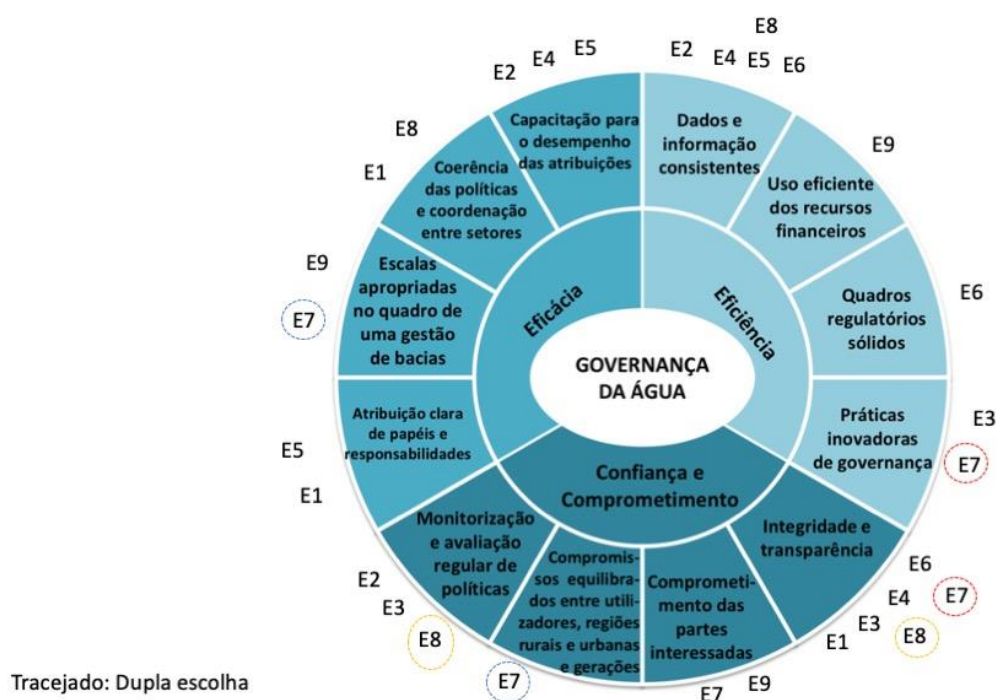 E8
E5
E2
E4
E5
E6
E4
E2
E8
E1
E9
E9
E7
E6
E5
E1
E3
E7
Capacitação para
o desempenho
das atribuições
Dados e
informação
consistentes
Coerência
das políticas
e coordenação
entre setores
Uso eficiente
dos recursos
financeiros
Escalas
apropriadas
no quadro de
uma gestão
de bacias
Quadros
regulatórios
sólidos
Eficácia
Eficiência
GOVERNANÇA
DA ÁGUA
Atribuição clara
de papéis e
responsabilidades
Práticas
inovadoras
de governança
Confiança e
Comprometimento
Monitorização
e avaliação
regular de
políticas
Compromis-
sos equilibra-
dos entre utili-
zadores, regiões
rurais e urbanas
e gerações
Comprometi-
mento das
partes
interessadas
Integridade e
transparência
E2
E3
E8
E7
E7
E9
E1
E3
E8
E4
E7
E6
Tracejado: Dupla escolha